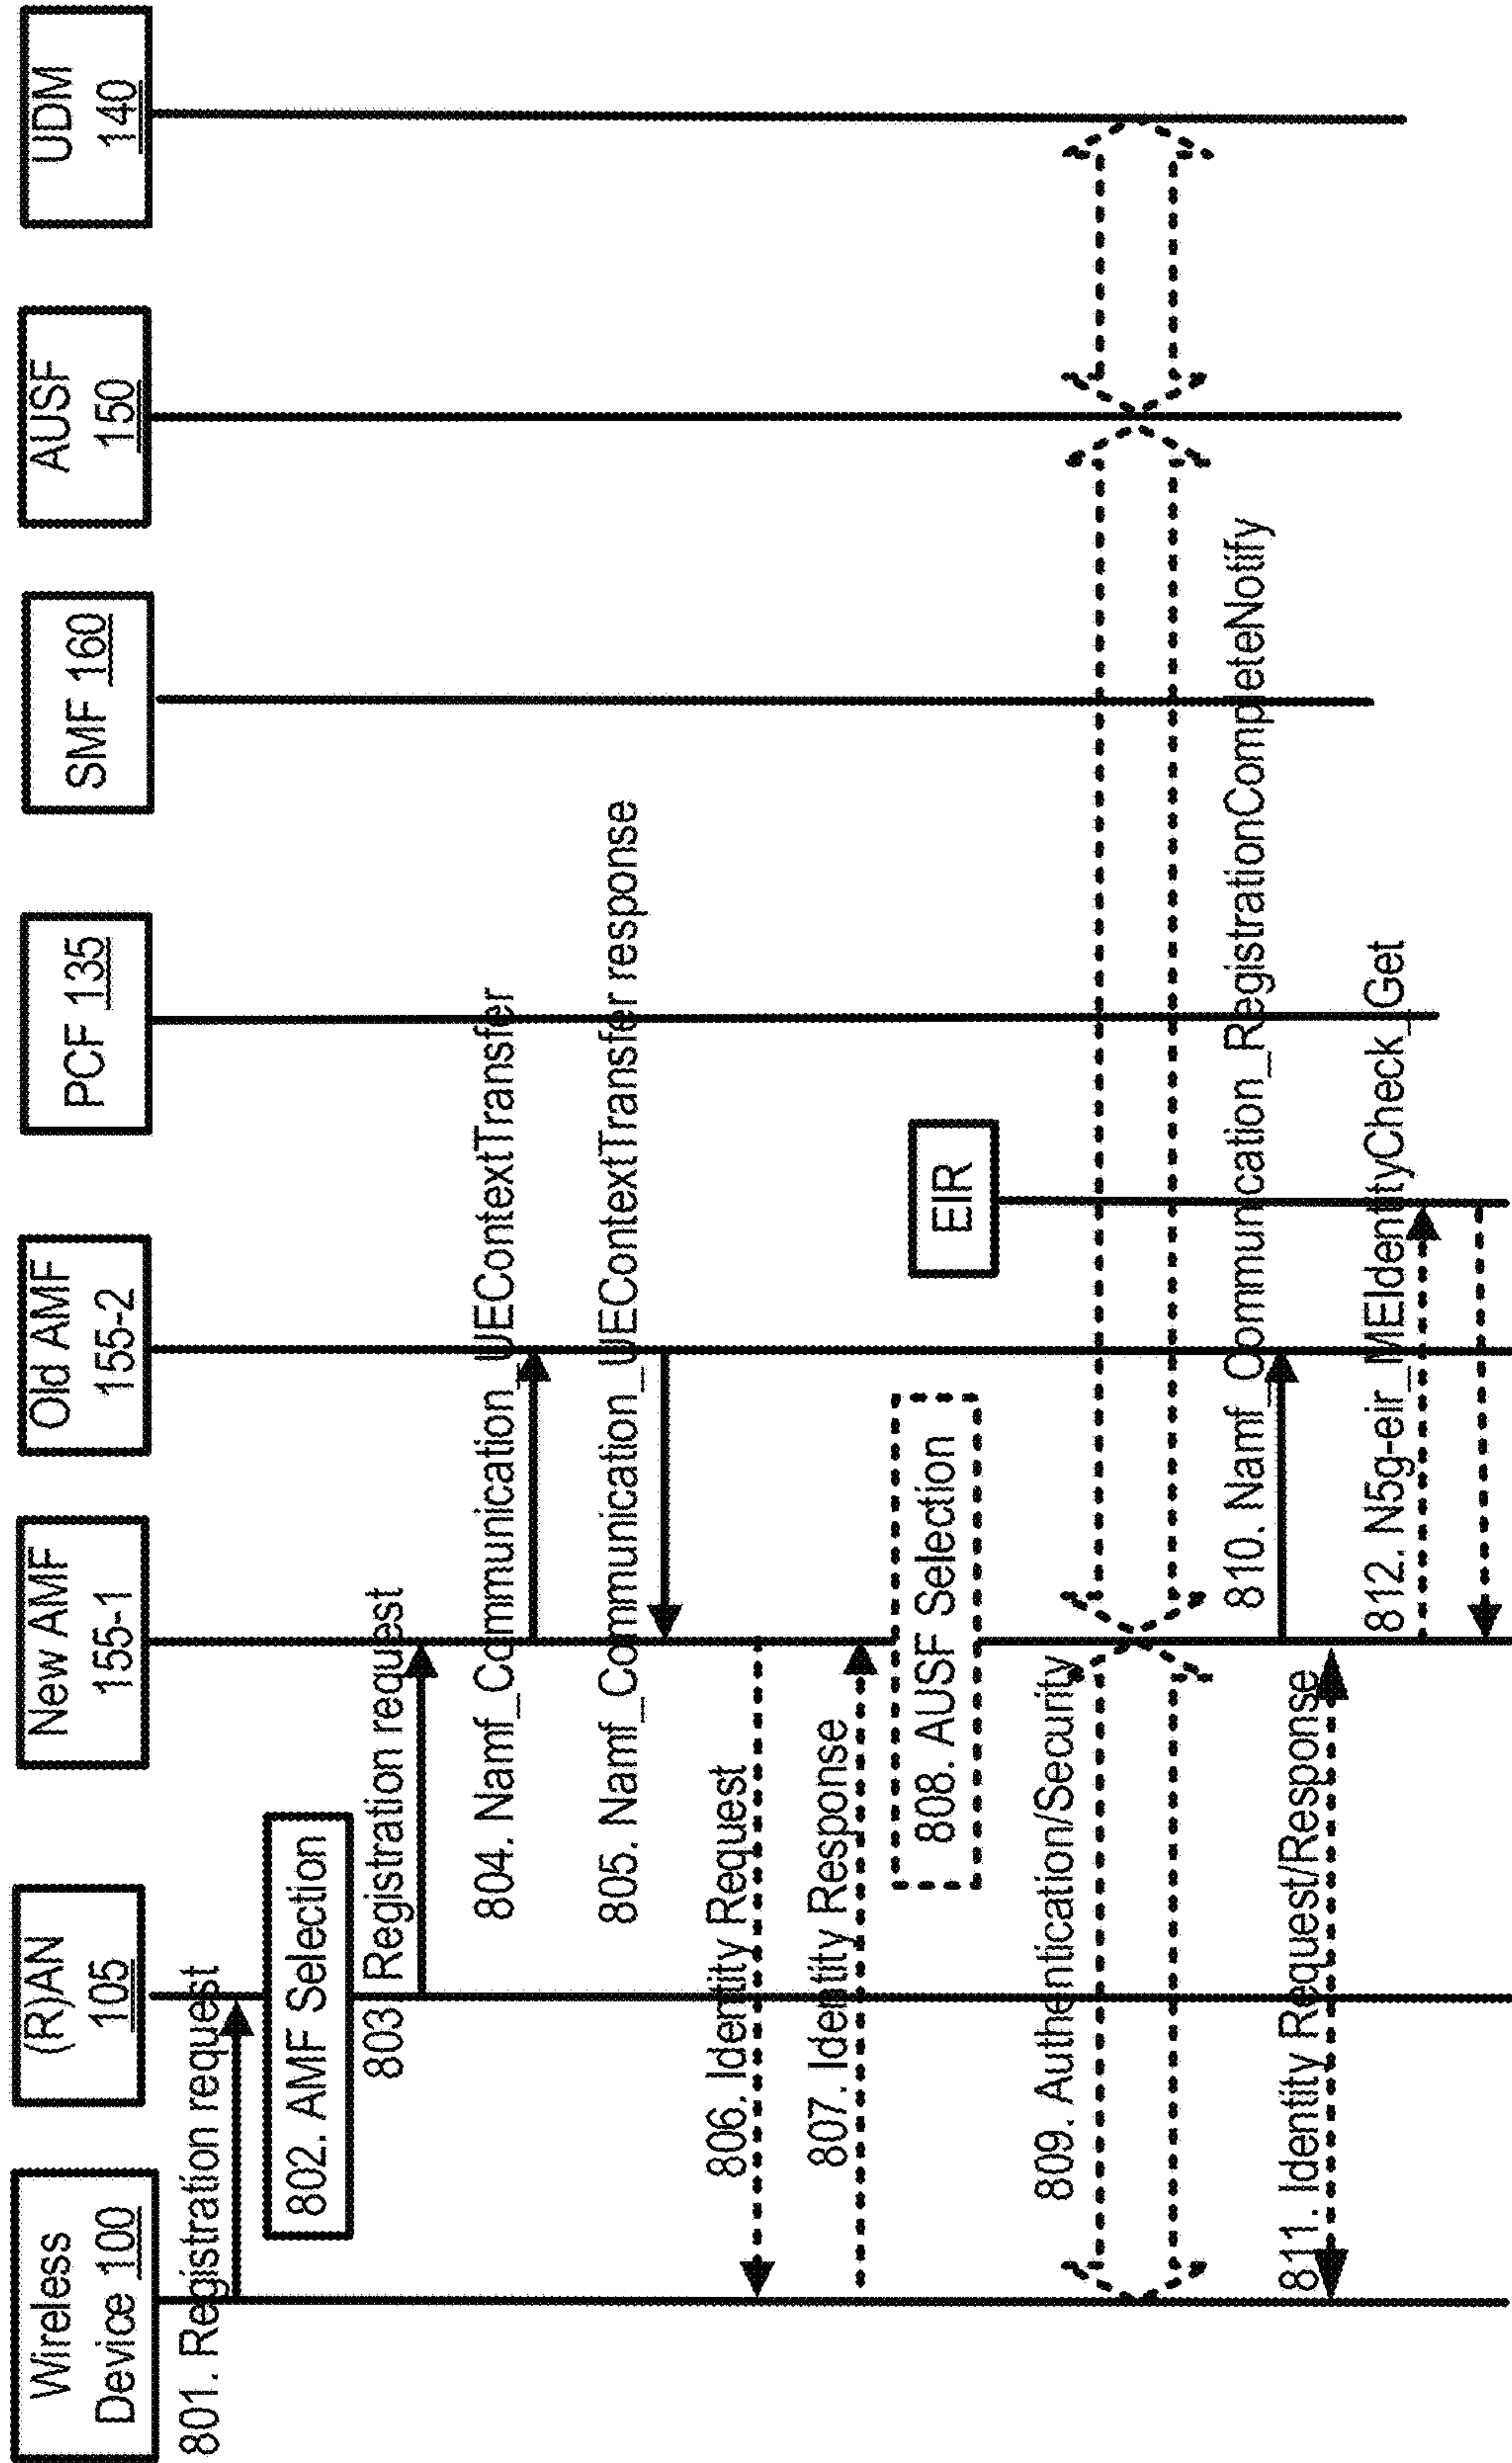 Wireless
Device 100
(R)AN
105
New AMF
155-1
Old AMF
155-2
PCF 135
SMF 160
AUSF
150
UDM
140
801. Registration request
802. AMF Selection
803. Registration request
804. Namf_Communication_UEContextTransfer
805. Namf_Communication_UEContextTransfer response
806. Identity Request
807. Identity Response
EIR
808. AUSF Selection
809. Authentication/Security
810. Namf_Communication_RegistrationCompleteNotify
811. Identity Request/Response
812. N5g-eir_MEIdentityCheck_Get